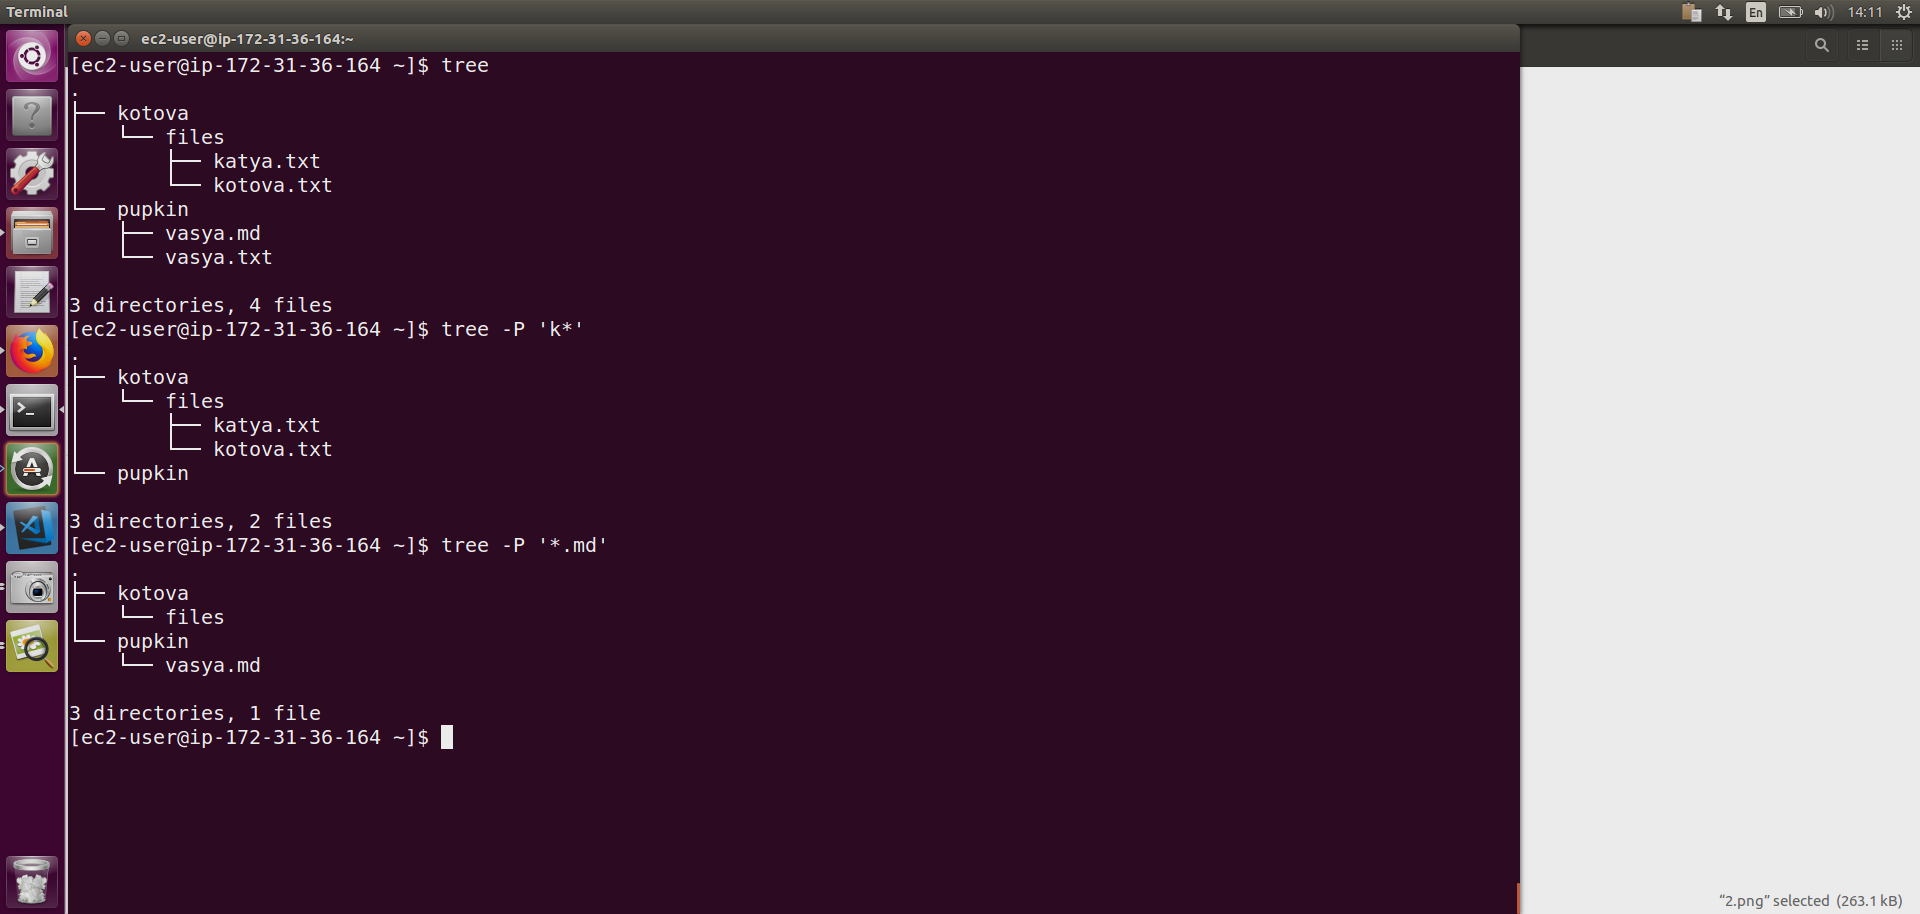 Terminal
En
14:11
ec2-user@ip-172-31-36-164:~
[ec2-user@ip-172-31-36-164 ~]$ tree
.
├── kotova
│   └── files
│       ├── katya.txt
│       └── kotova.txt
└── pupkin
    ├── vasya.md
    └── vasya.txt
3 directories, 4 files
[ec2-user@ip-172-31-36-164 ~]$ tree -P 'k*'
.
├── kotova
│   └── files
│       ├── katya.txt
│       └── kotova.txt
└── pupkin
3 directories, 2 files
[ec2-user@ip-172-31-36-164 ~]$ tree -P '*.md'
.
├── kotova
│   └── files
└── pupkin
    └── vasya.md
3 directories, 1 file
[ec2-user@ip-172-31-36-164 ~]$
“2.png” selected (263.1 kB)